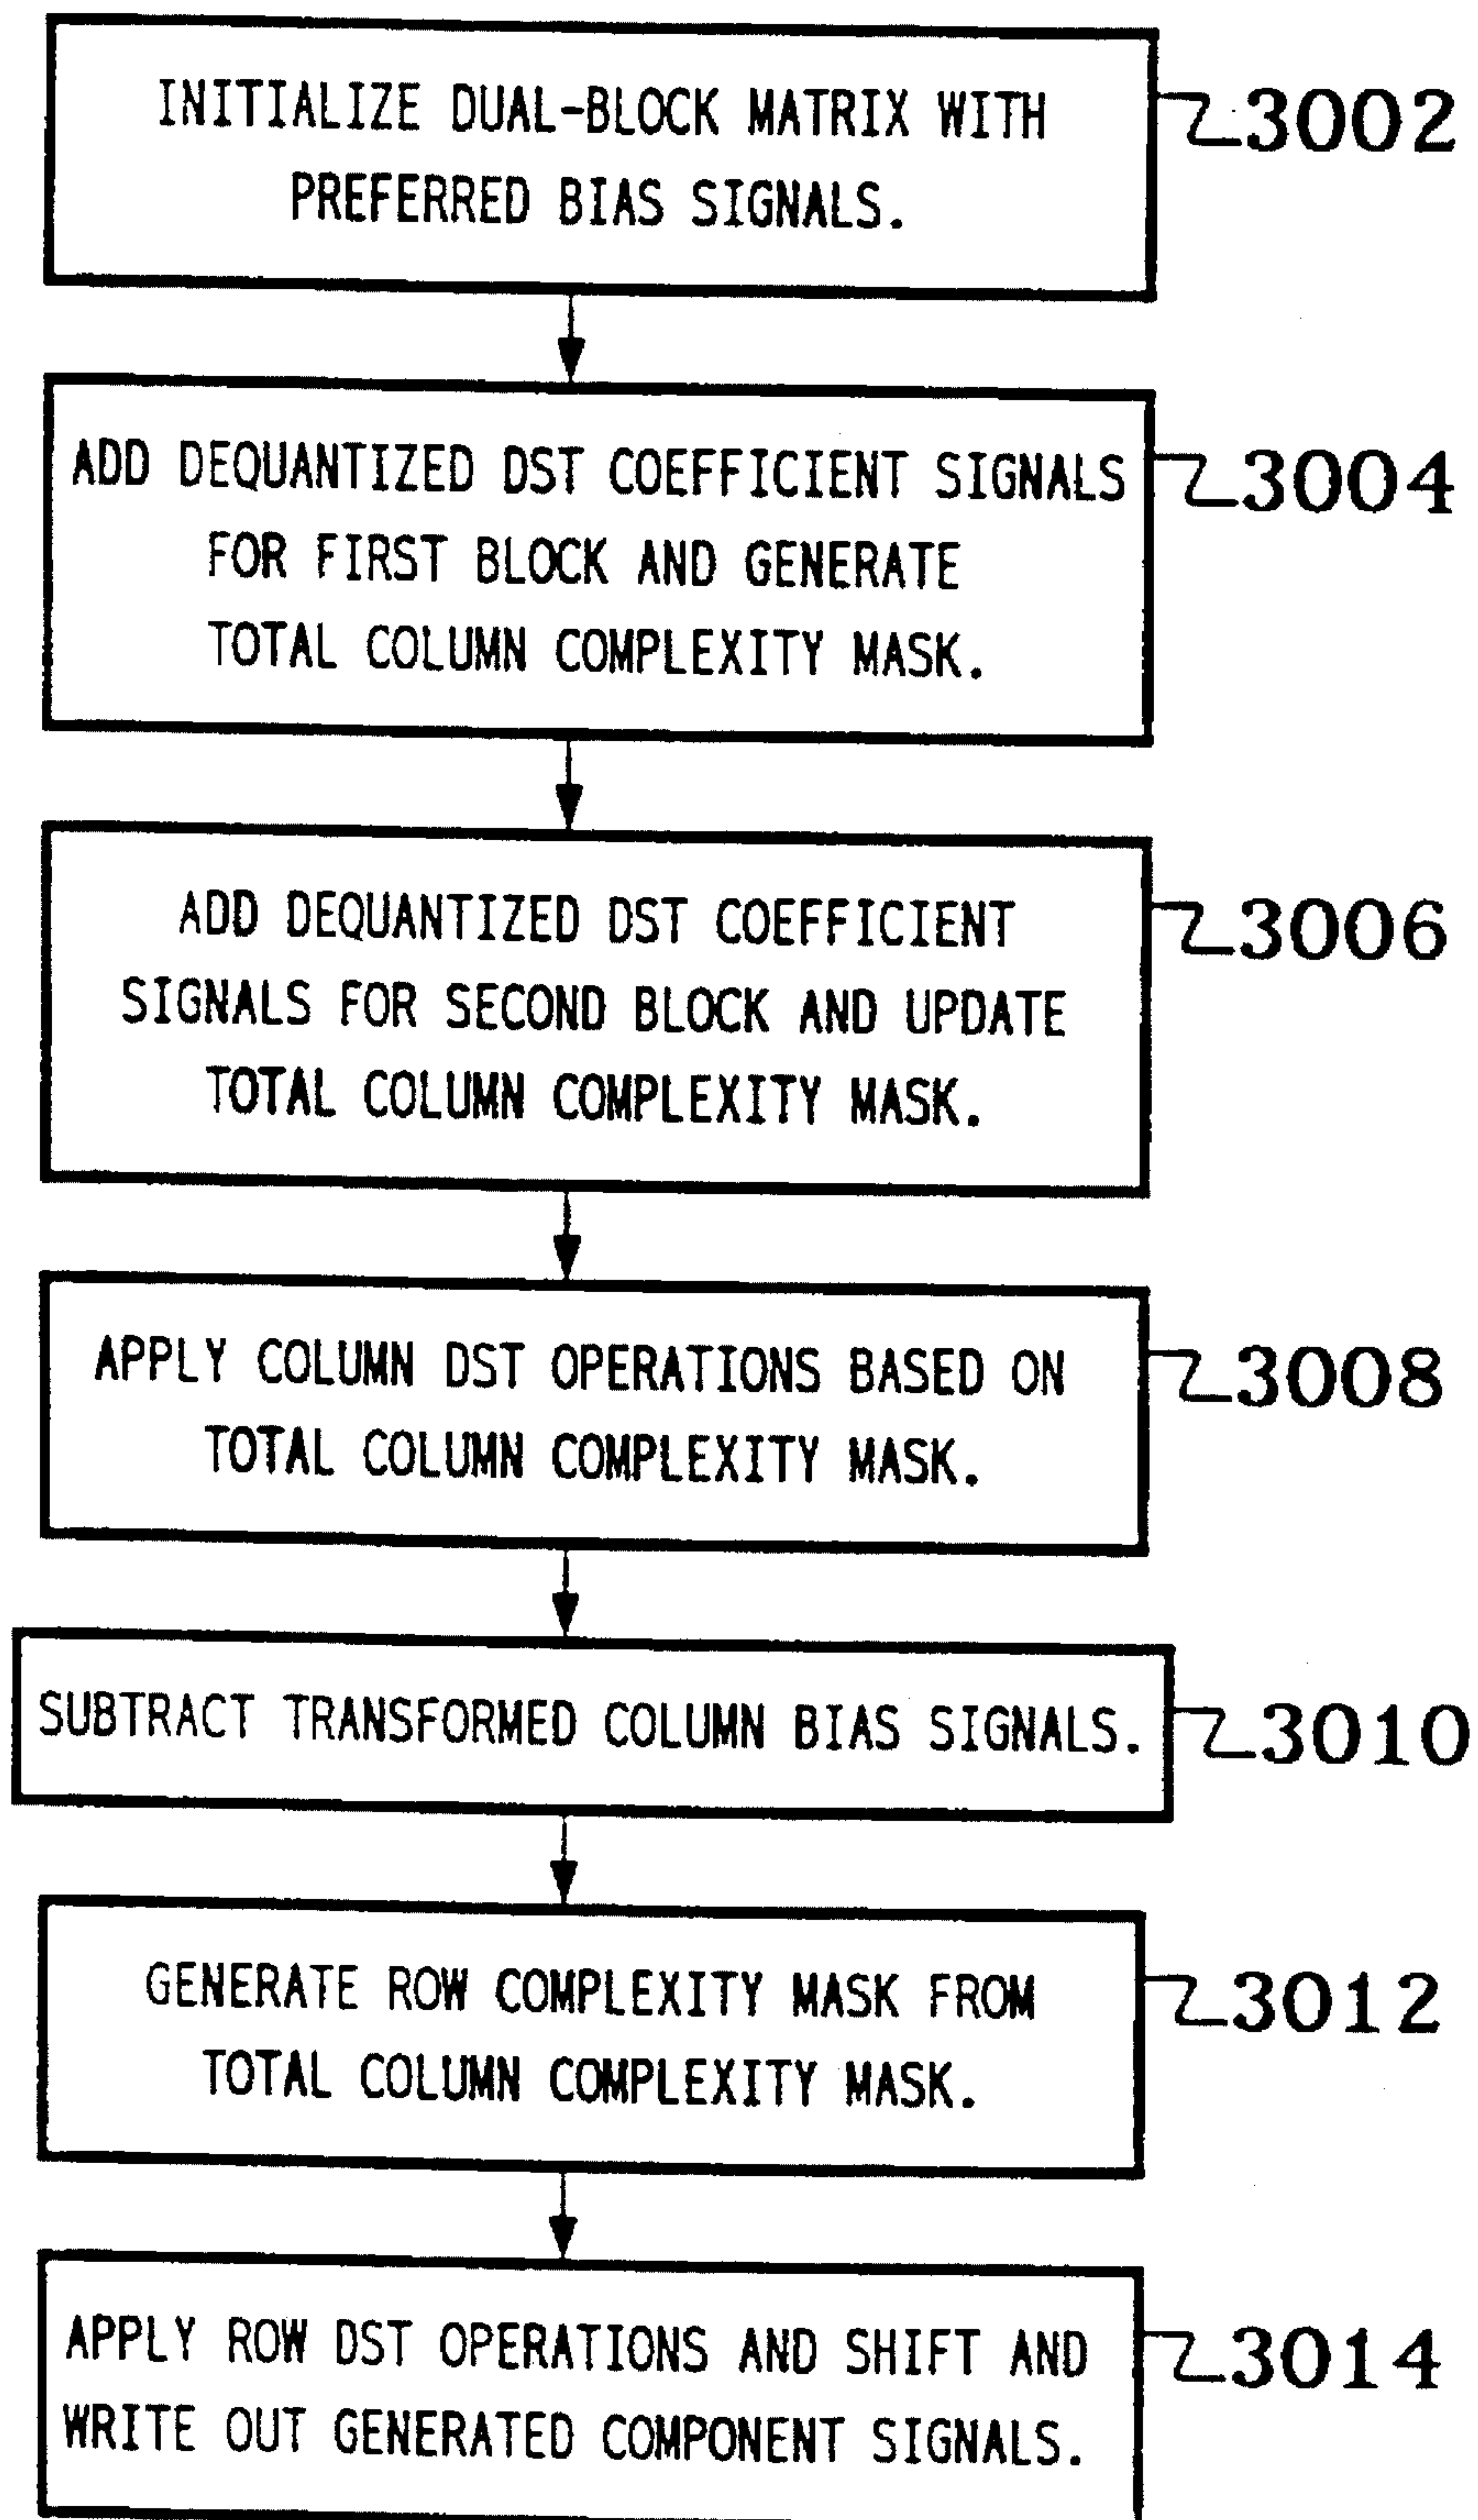 INITIALIZE DUAL-BLOCK MATRIX WITH
PREFERRED BIAS SIGNALS.
3002
ADD DEQUANTIZED DST COEFFICIENT SIGNALS
FOR FIRST BLOCK AND GENERATE
TOTAL COLUMN COMPLEXITY MASK.
3004
ADD DEQUANTIZED DST COEFFICIENT
SIGNALS FOR SECOND BLOCK AND UPDATE
TOTAL COLUMN COMPLEXITY MASK.
3006
APPLY COLUMN DST OPERATIONS BASED ON
TOTAL COLUMN COMPLEXITY MASK.
3008
SUBTRACT TRANSFORMED COLUMN BIAS SIGNALS.
3010
GENERATE ROW COMPLEXITY MASK FROM
TOTAL COLUMN COMPLEXITY MASK.
3012
APPLY ROW DST OPERATIONS AND SHIFT AND
WRITE OUT GENERATED COMPONENT SIGNALS.
3014